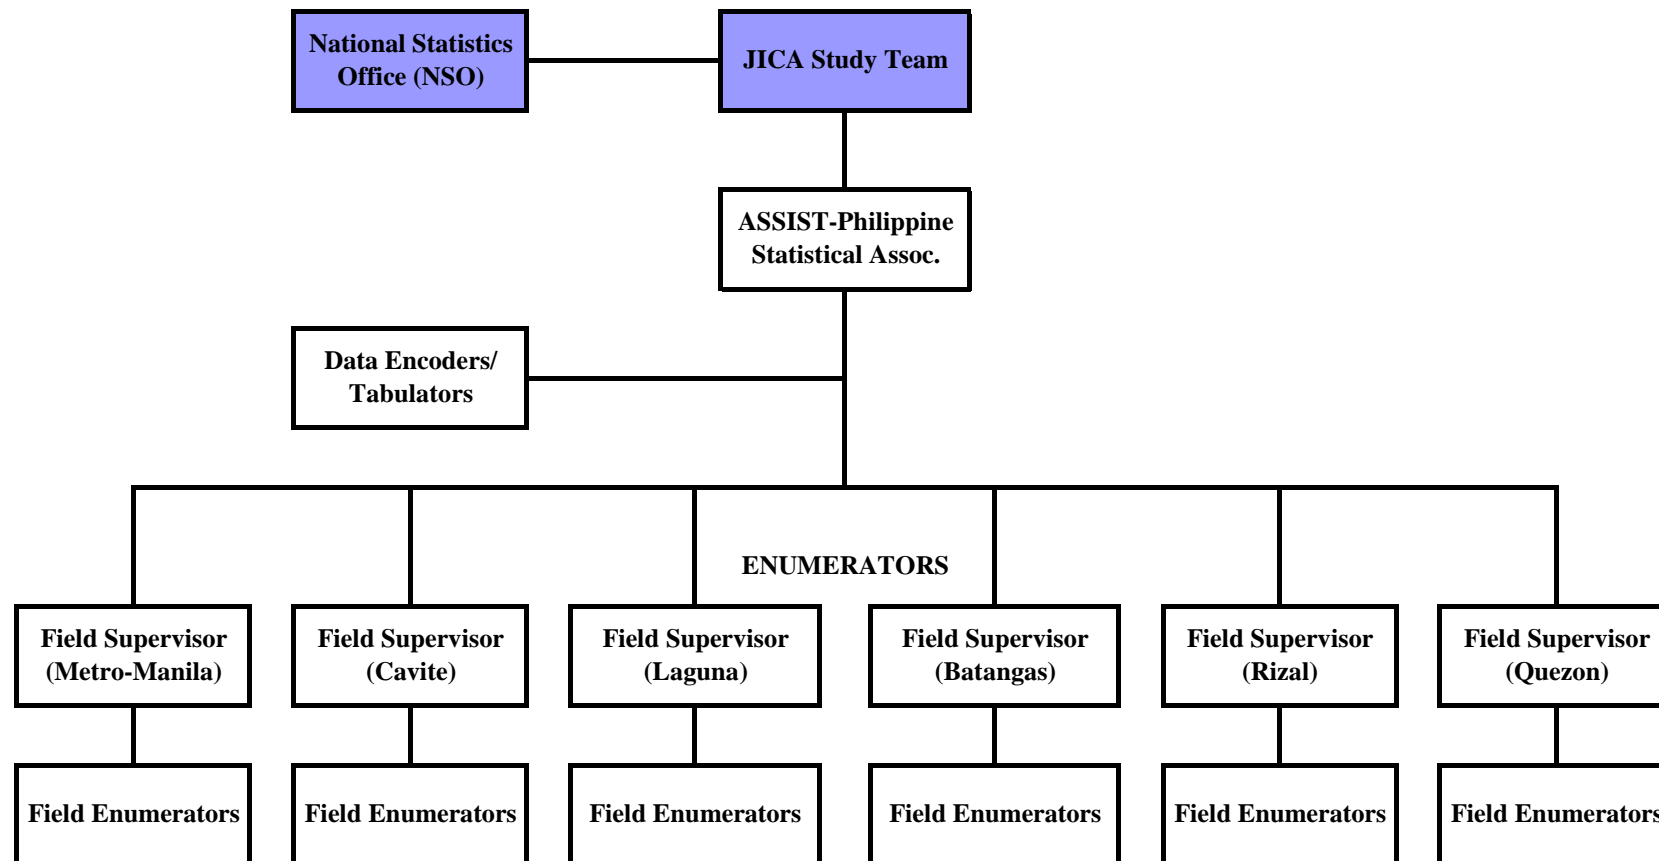 National Statistics
Office (NSO)
JICA Study Team
ASSIST-Philippine
Statistical Assoc.
Data Encoders/
Tabulators
ENUMERATORS
Field Supervisor
(Metro-Manila)
Field Supervisor
(Cavite)
Field Supervisor
(Laguna)
Field Supervisor
(Batangas)
Field Supervisor
(Rizal)
Field Supervisor
(Quezon)
Field Enumerators
Field Enumerators
Field Enumerators
Field Enumerators
Field Enumerators
Field Enumerators